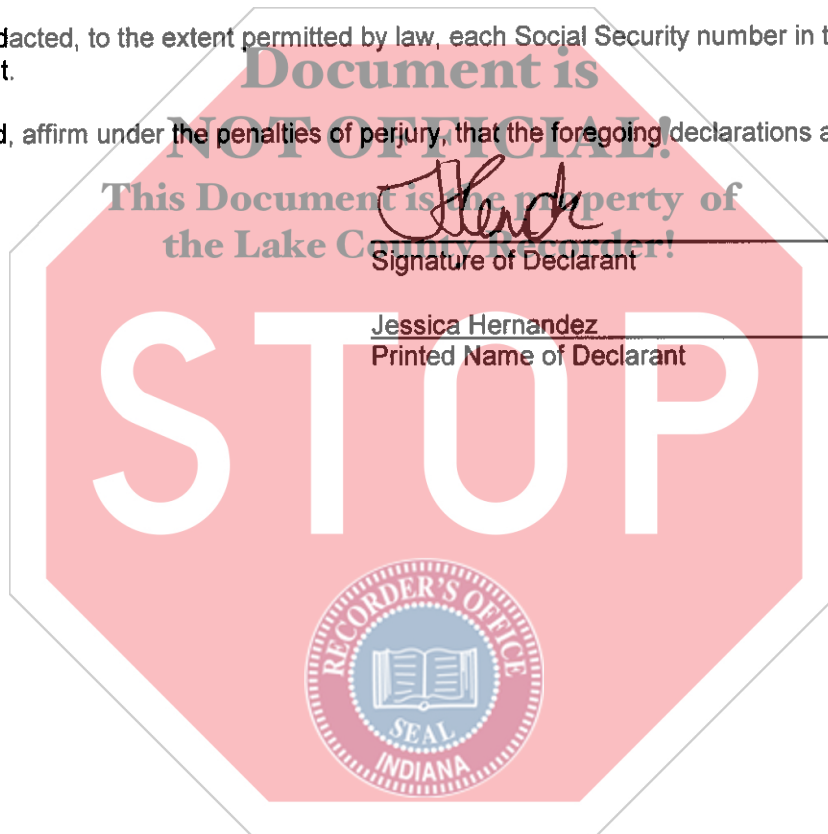 dacted, to the extent permitted by law, each Social Security number in t
t.
Document is
d, affirm under the penalties of perjury, that the foregoing declarations a
NOT OFFICIAL!
This Document is the property of
the Lake County Recorder!
Signature of Declarant
Jessica Hernandez
Printed Name of Declarant
STOP
RECORDER'S OFFICE
SEAL
INDIANA